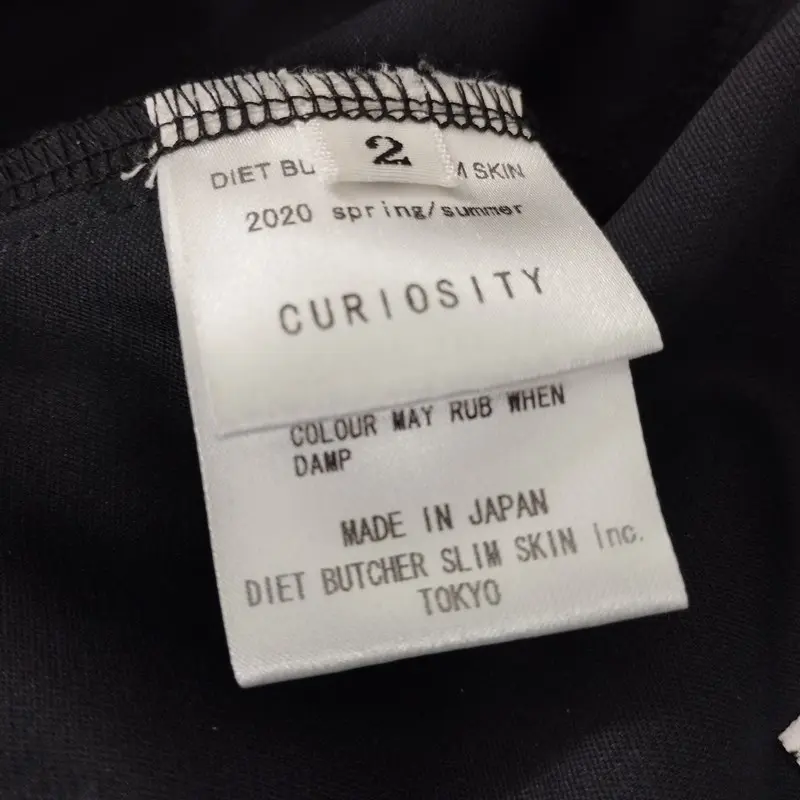 2
DIET BU M SKIN
2020 spring/summer
CURIOSITY
COLOUR MAY RUB WHEN
DAMP
MADE IN JAPAN
DIET BUTCHER SLIM SKIN inc.
TOKYO